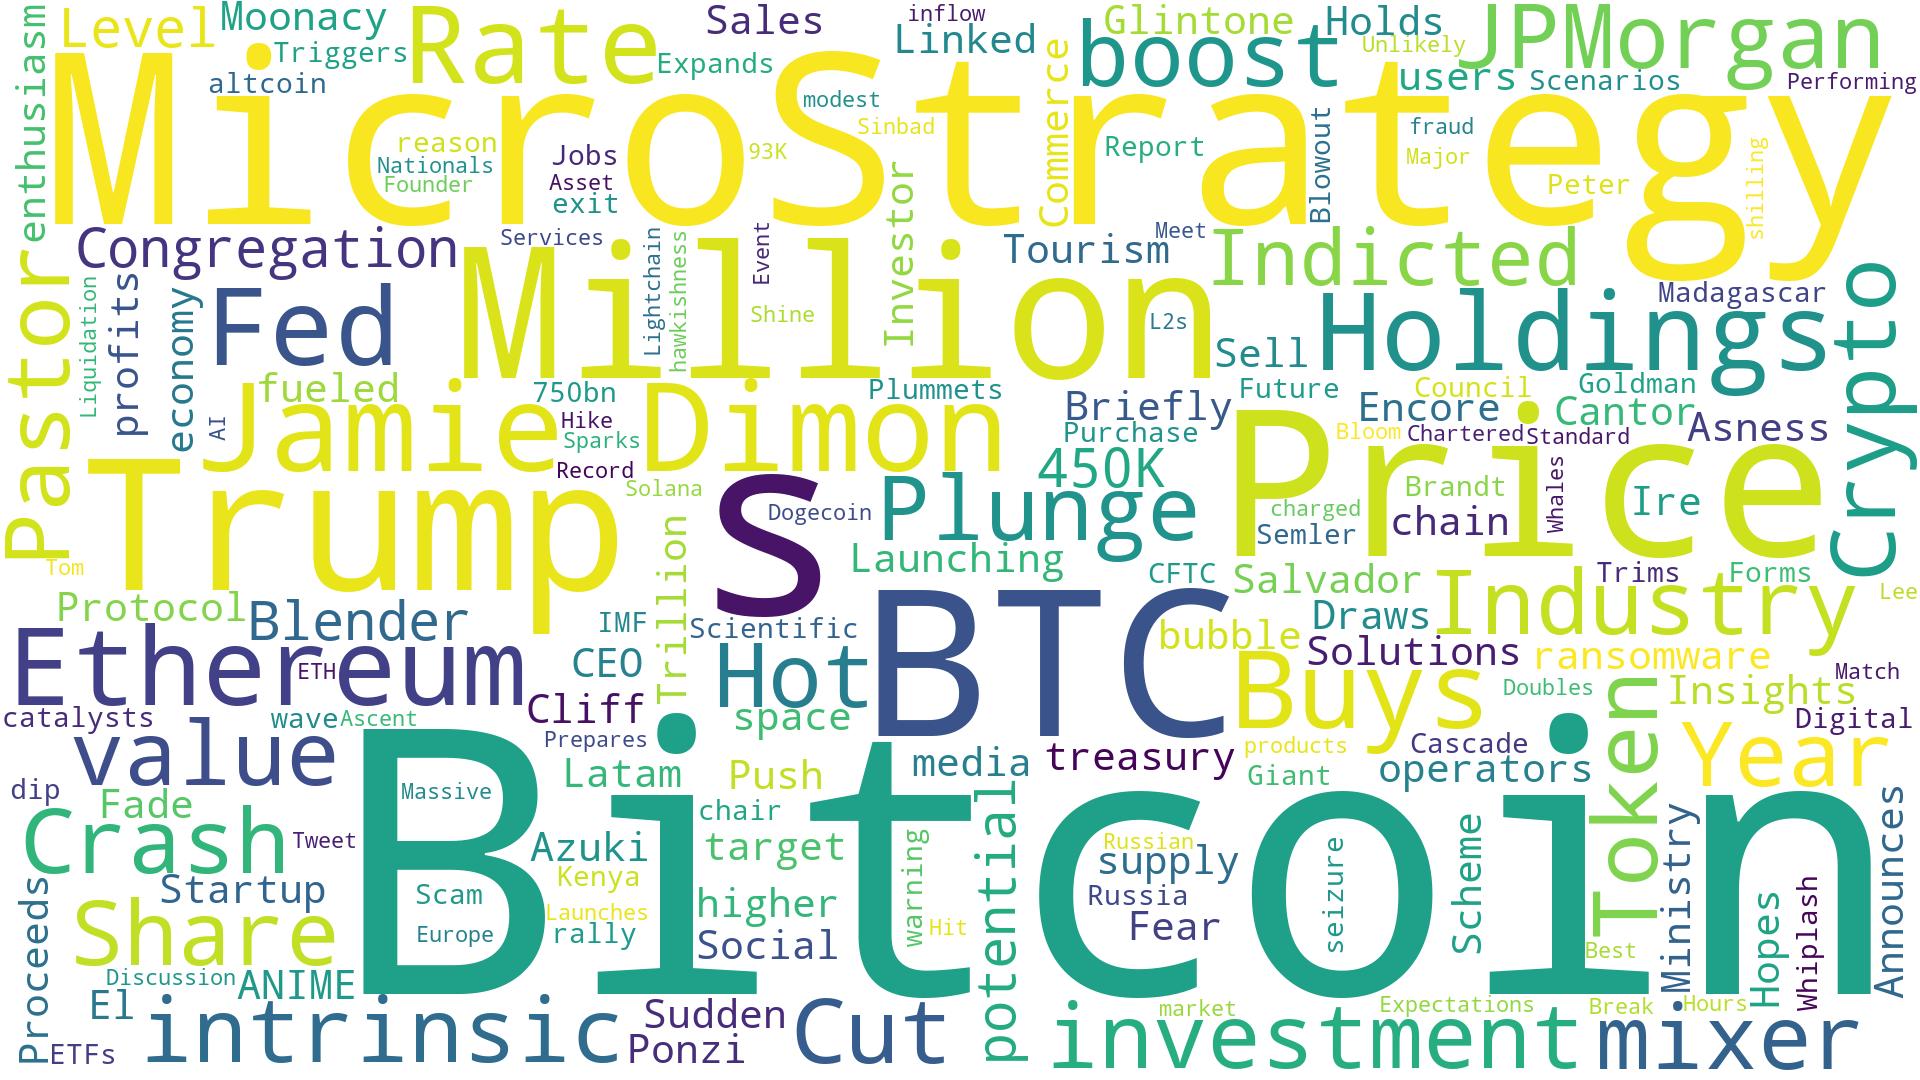 enthusiasm
Level
Moonacy
Triggers
altcoin
Rate
Expands
Sales
inflow
Linked
Commerce
boost
Glintone
Holds
Unlikely
JPMorgan
users
Scenarios
Performing
MicroStrategy
modest
Sinbad
reason
Nationals
Founder
Jobs
Asset
exit
93K
Report
Blowout
fraud
Major
Peter
shilling
Pastor
Congregation
Services
Lightchain
hawkishness
Event
Investor
Tourism
Meet
Indicted
Liquidation
profits
economy
Fed
Million
Shine
L2s
Sell
Holdings
Madagascar
Crypto
AI
fueled
Jamie
Dimon
750bn
Hike
Sparks
Record
Plummets
Briefly
Purchase
Future
Council
Encore
Goldman
Cantor
Asness
Bloom
Chartered
Standard
Trump
Tom
Solana
S
Dogecoin
450K
Plunge
Price
charged
Semler
Brandt
chain
Whales
Ire
Launching
CFTC
Salvador
Trims
Forms
Lee
Protocol
Blender
IMF
Trillion
Scientific
BTC
bubble
Draws
Industry
Ethereum
ETH
CEO
Hot
Solutions
ransomware
Match
catalysts
wave
Ascent
Cliff
space
Buys
Doubles
Token
Insights
Digital
value
Prepares
media
treasury
products
Cascade
Year
dip
Fade
Latam
Push
Giant
operators
Massive
Bitcoin
chair
Crash
Tweet
Azuki
target
warning
potential
Russian
supply
seizure
Scheme
Ministry
Announces
Startup
Scam
Kenya
higher
Russia
Proceeds
Share
Launches
Europe
rally
Social
Hit
Fear
Best
Hopes
Whiplash
Discussion
ANIME
El
ETFs
intrinsic
Sudden
Ponzi
Cut
investment
market
Expectations
Break
Hours
mixer